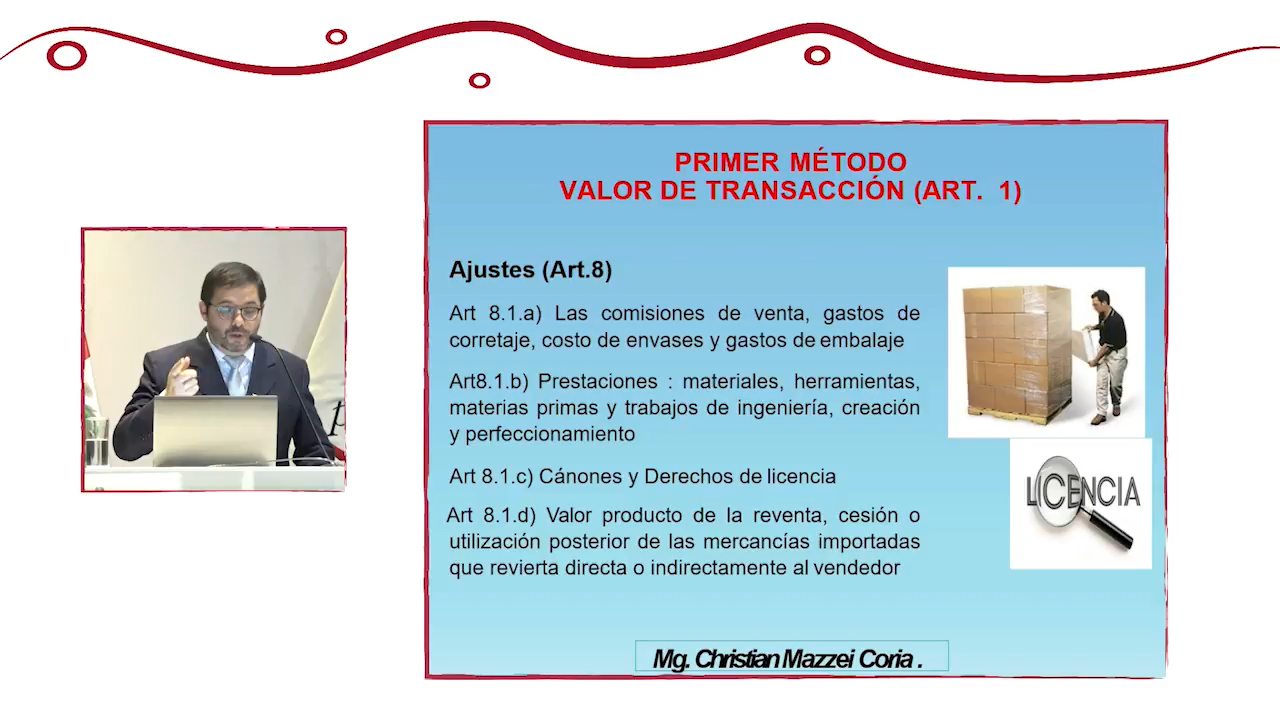 PRIMER MÉTODO
VALOR DE TRANSACCIÓN (ART. 1)
Ajustes (Art.8)
Art 8.1.a) Las comisiones de venta, gastos de
corretaje, costo de envases y gastos de embalaje
Art8.1.b) Prestaciones : materiales, herramientas,
materias primas y trabajos de ingeniería, creación
y perfeccionamiento
Art 8.1.c) Cánones y Derechos de licencia
LICENCIA
Art 8.1.d) Valor producto de la reventa, cesión o
utilización posterior de las mercancías importadas
que revierta directa o indirectamente al vendedor
Mg. Christian Mazzei Coria .